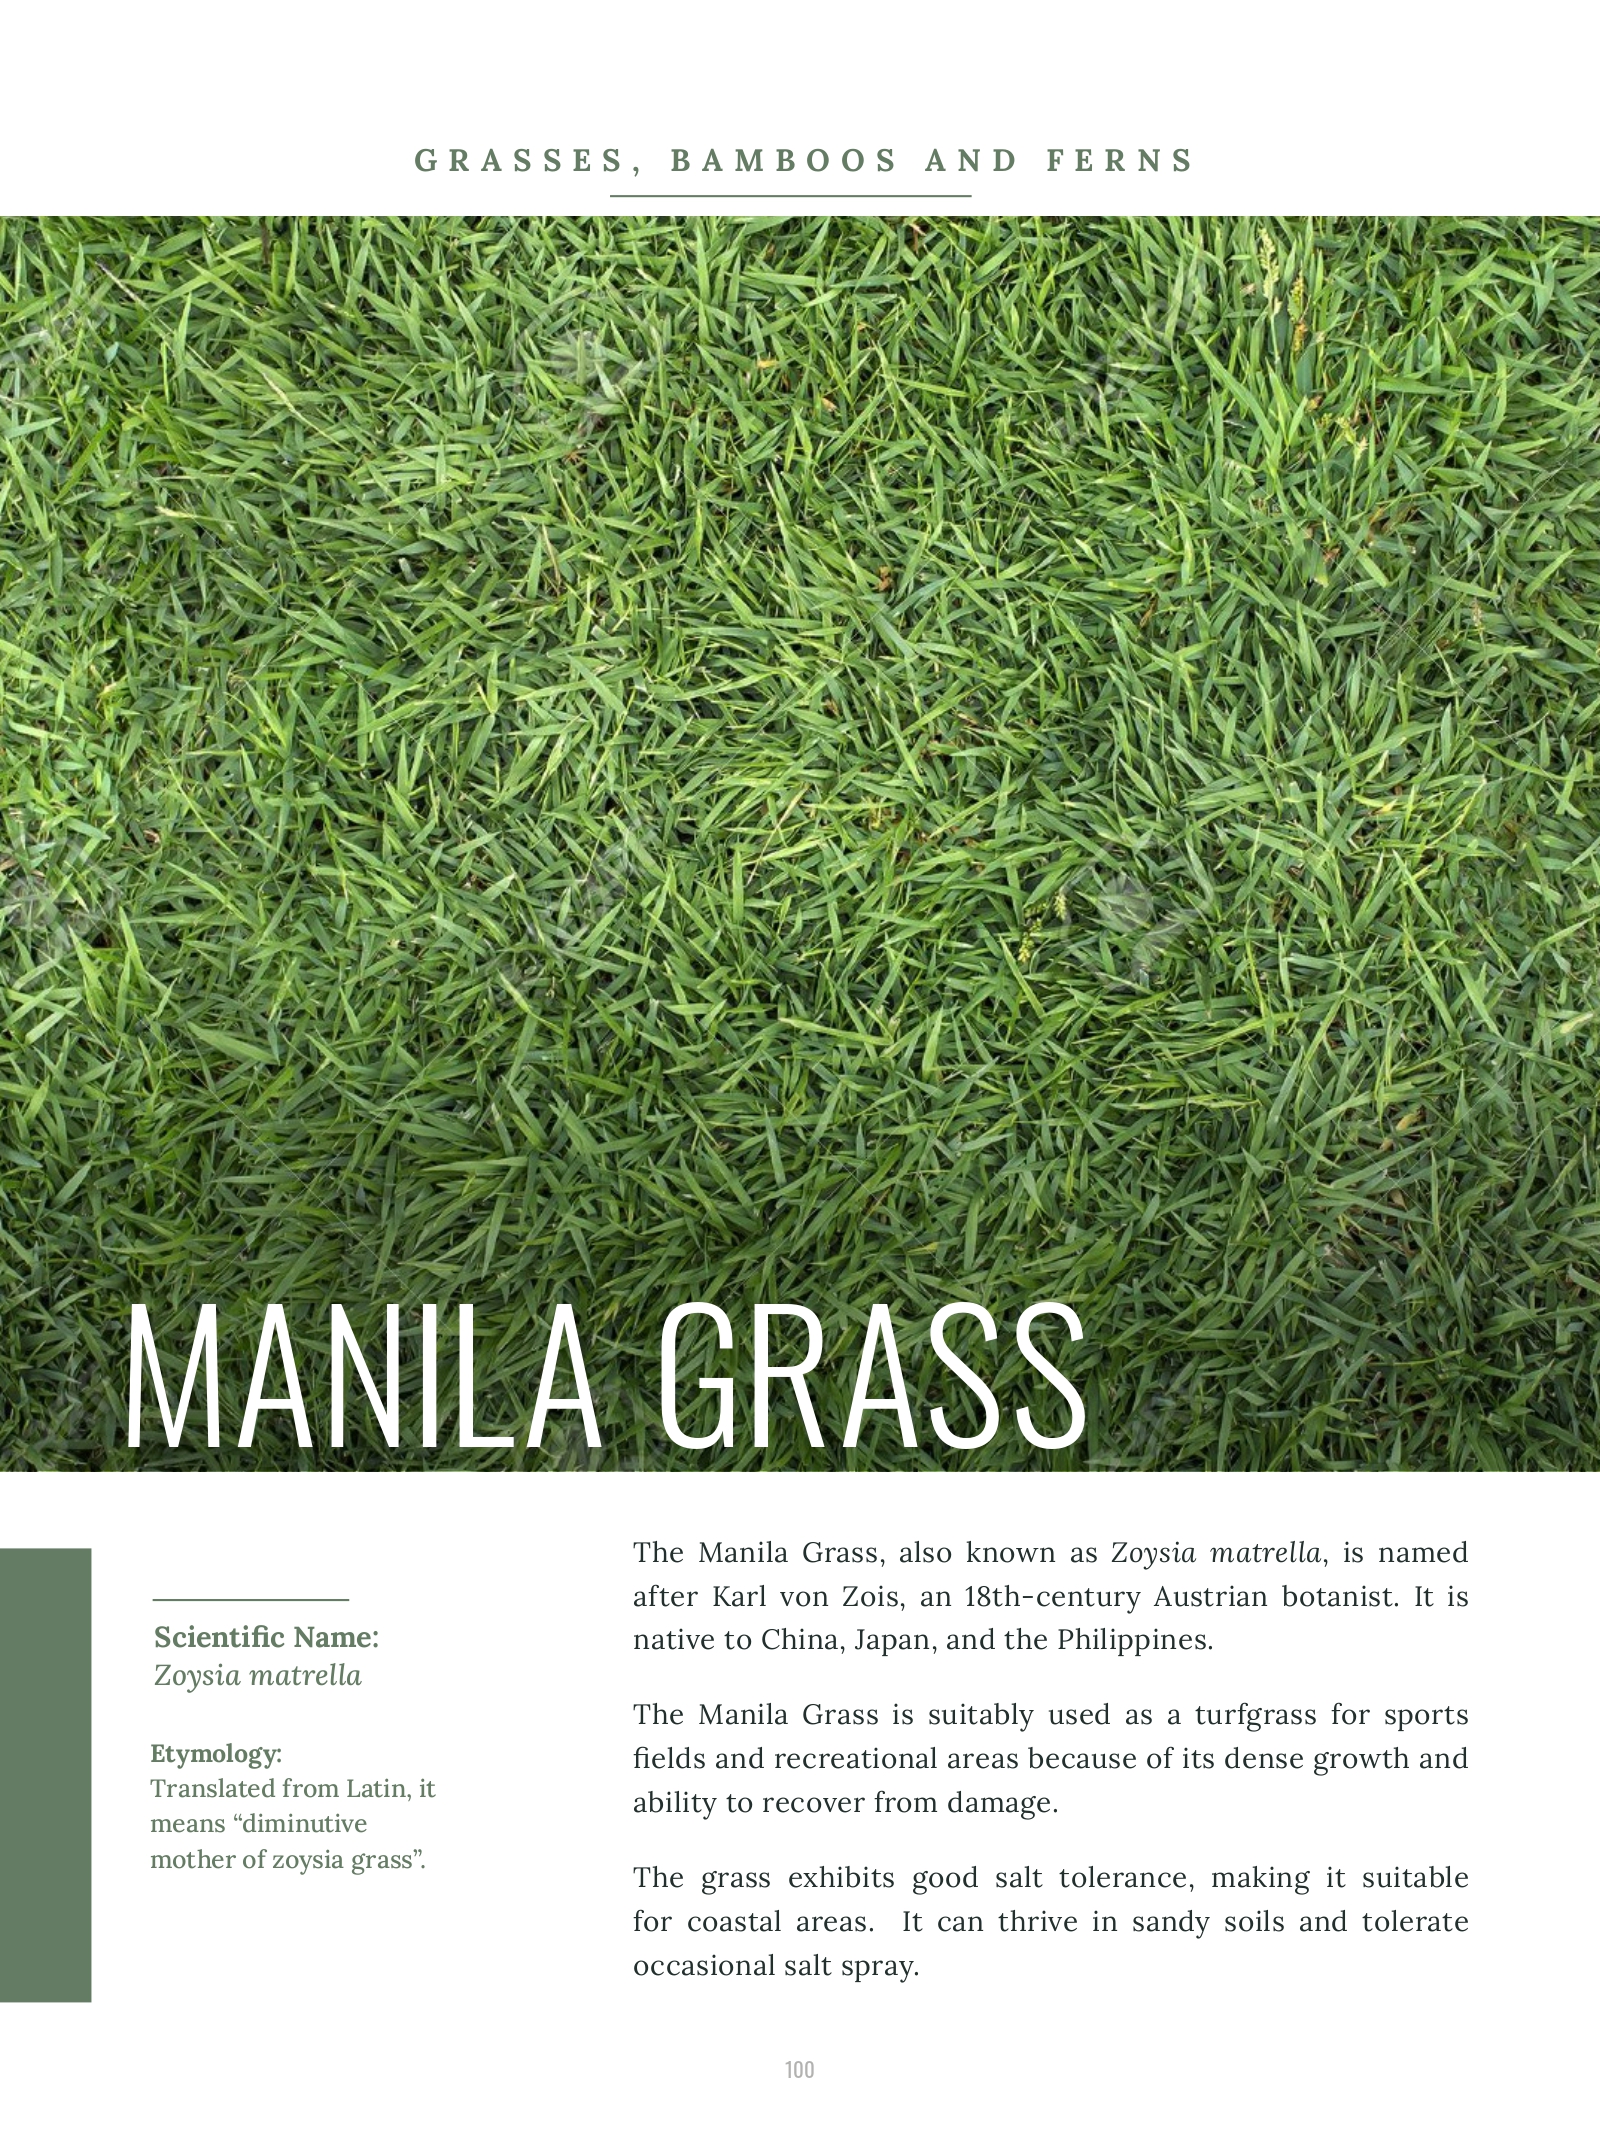 GRASSES, BAMBOOS AND FERNS
MANILA GRASS
Scientific Name:
Zoysia matrella
Etymology:
Translated from Latin, it
means “diminutive
mother of zoysia grass”.
The Manila Grass, also known as Zoysia matrella, is named
after Karl von Zois, an 18th-century Austrian botanist. It is
native to China, Japan, and the Philippines.
The Manila Grass is suitably used as a turfgrass for sports
fields and recreational areas because of its dense growth and
ability to recover from damage.
The grass exhibits good salt tolerance, making it suitable
for coastal areas.  It can thrive in sandy soils and tolerate
occasional salt spray.
100